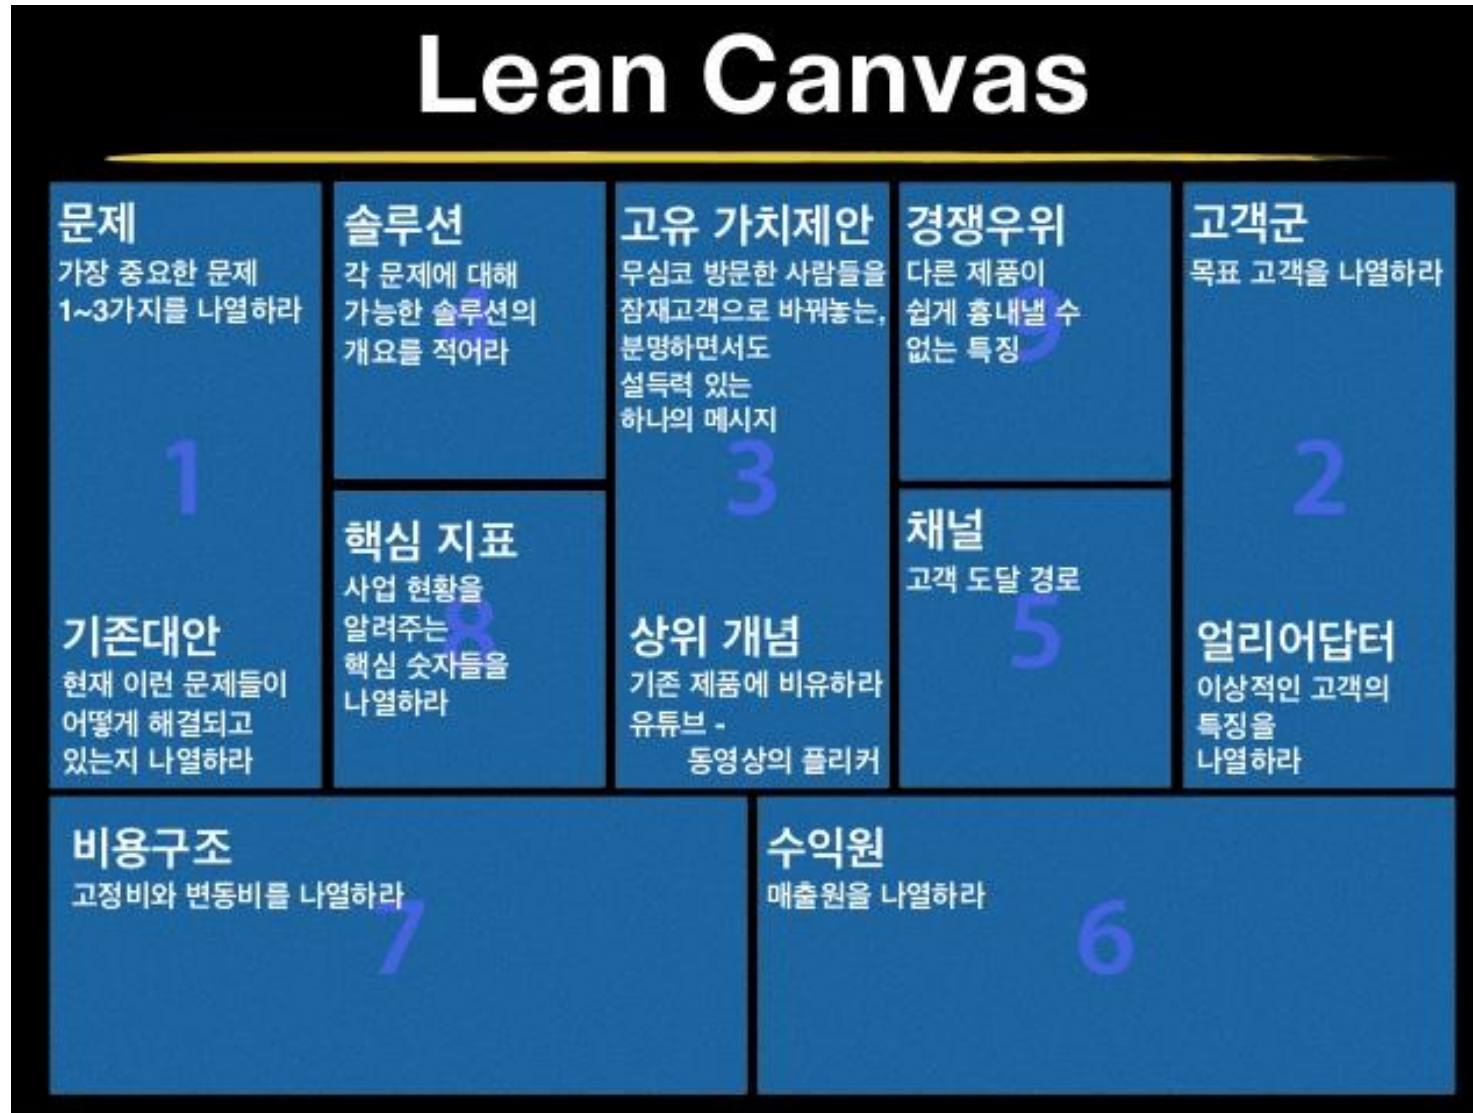 Lean Canvas
문제
가장 중요한 문제
1~3가지를 나열하라
1
기존대안
현재 이런 문제들이
어떻게 해결되고
있는지 나열하라
솔루션
각 문제에 대해
가능한 솔루션의
개요를 적어라
4
핵심 지표
사업 현황을
알려주는
핵심 숫자들을
나열하라
8
고유 가치제안
무심코 방문한 사람들을
잠재고객으로 바꿔놓는,
분명하면서도
설득력 있는
하나의 메시지
3
상위 개념
기존 제품에 비유하라
유튜브 -
동영상의 플리커
경쟁우위
다른 제품이
쉽게 흉내낼 수
없는 특징
9
채널
고객 도달 경로
5
고객군
목표 고객을 나열하라
2
얼리어답터
이상적인 고객의
특징을
나열하라
비용구조
고정비와 변동비를 나열하라
7
수익원
매출원을 나열하라
6